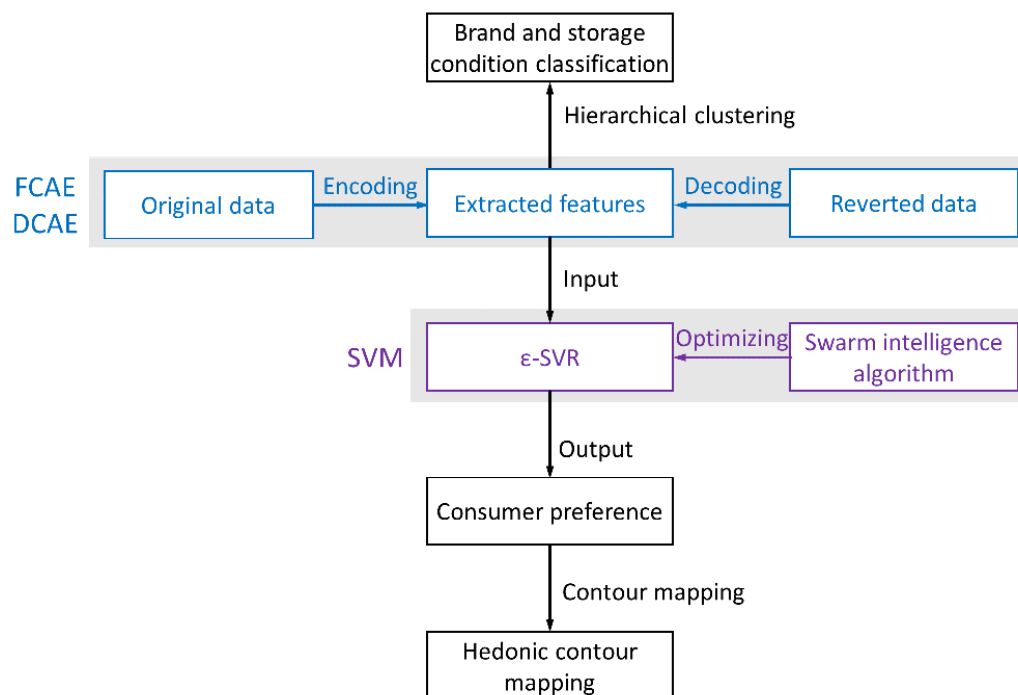 Brand and storage
condition classification
Hierarchical clustering
FCAE
DCAE
Original data
Encoding
Extracted features
Decoding
Reverted data
Input
SVM
ε-SVR
Optimizing
Swarm intelligence
algorithm
Output
Consumer preference
Contour mapping
Hedonic contour
mapping